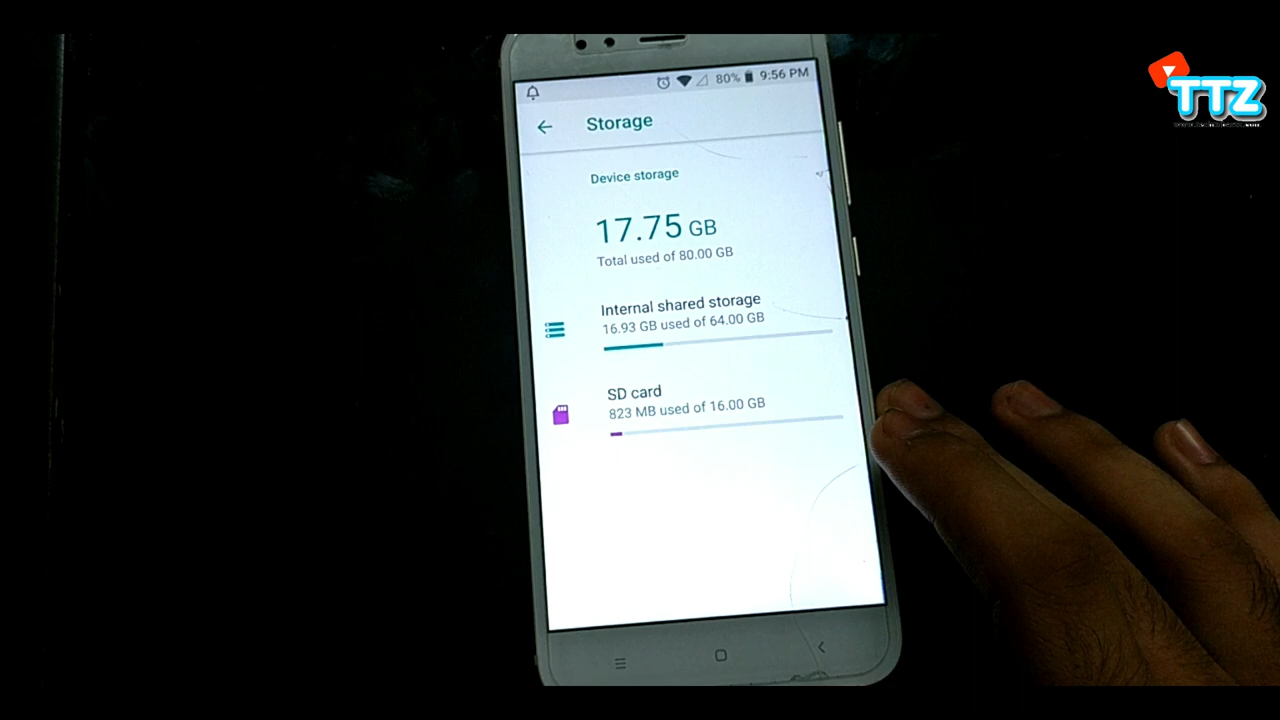 80% 9:56 PM
TTZ
Storage
Device storage
17.75 GB
Total used of 80.00 GB
Internal shared storage
16.93 GB used of 64.00 GB
SD card
823 MB used of 16.00 GB